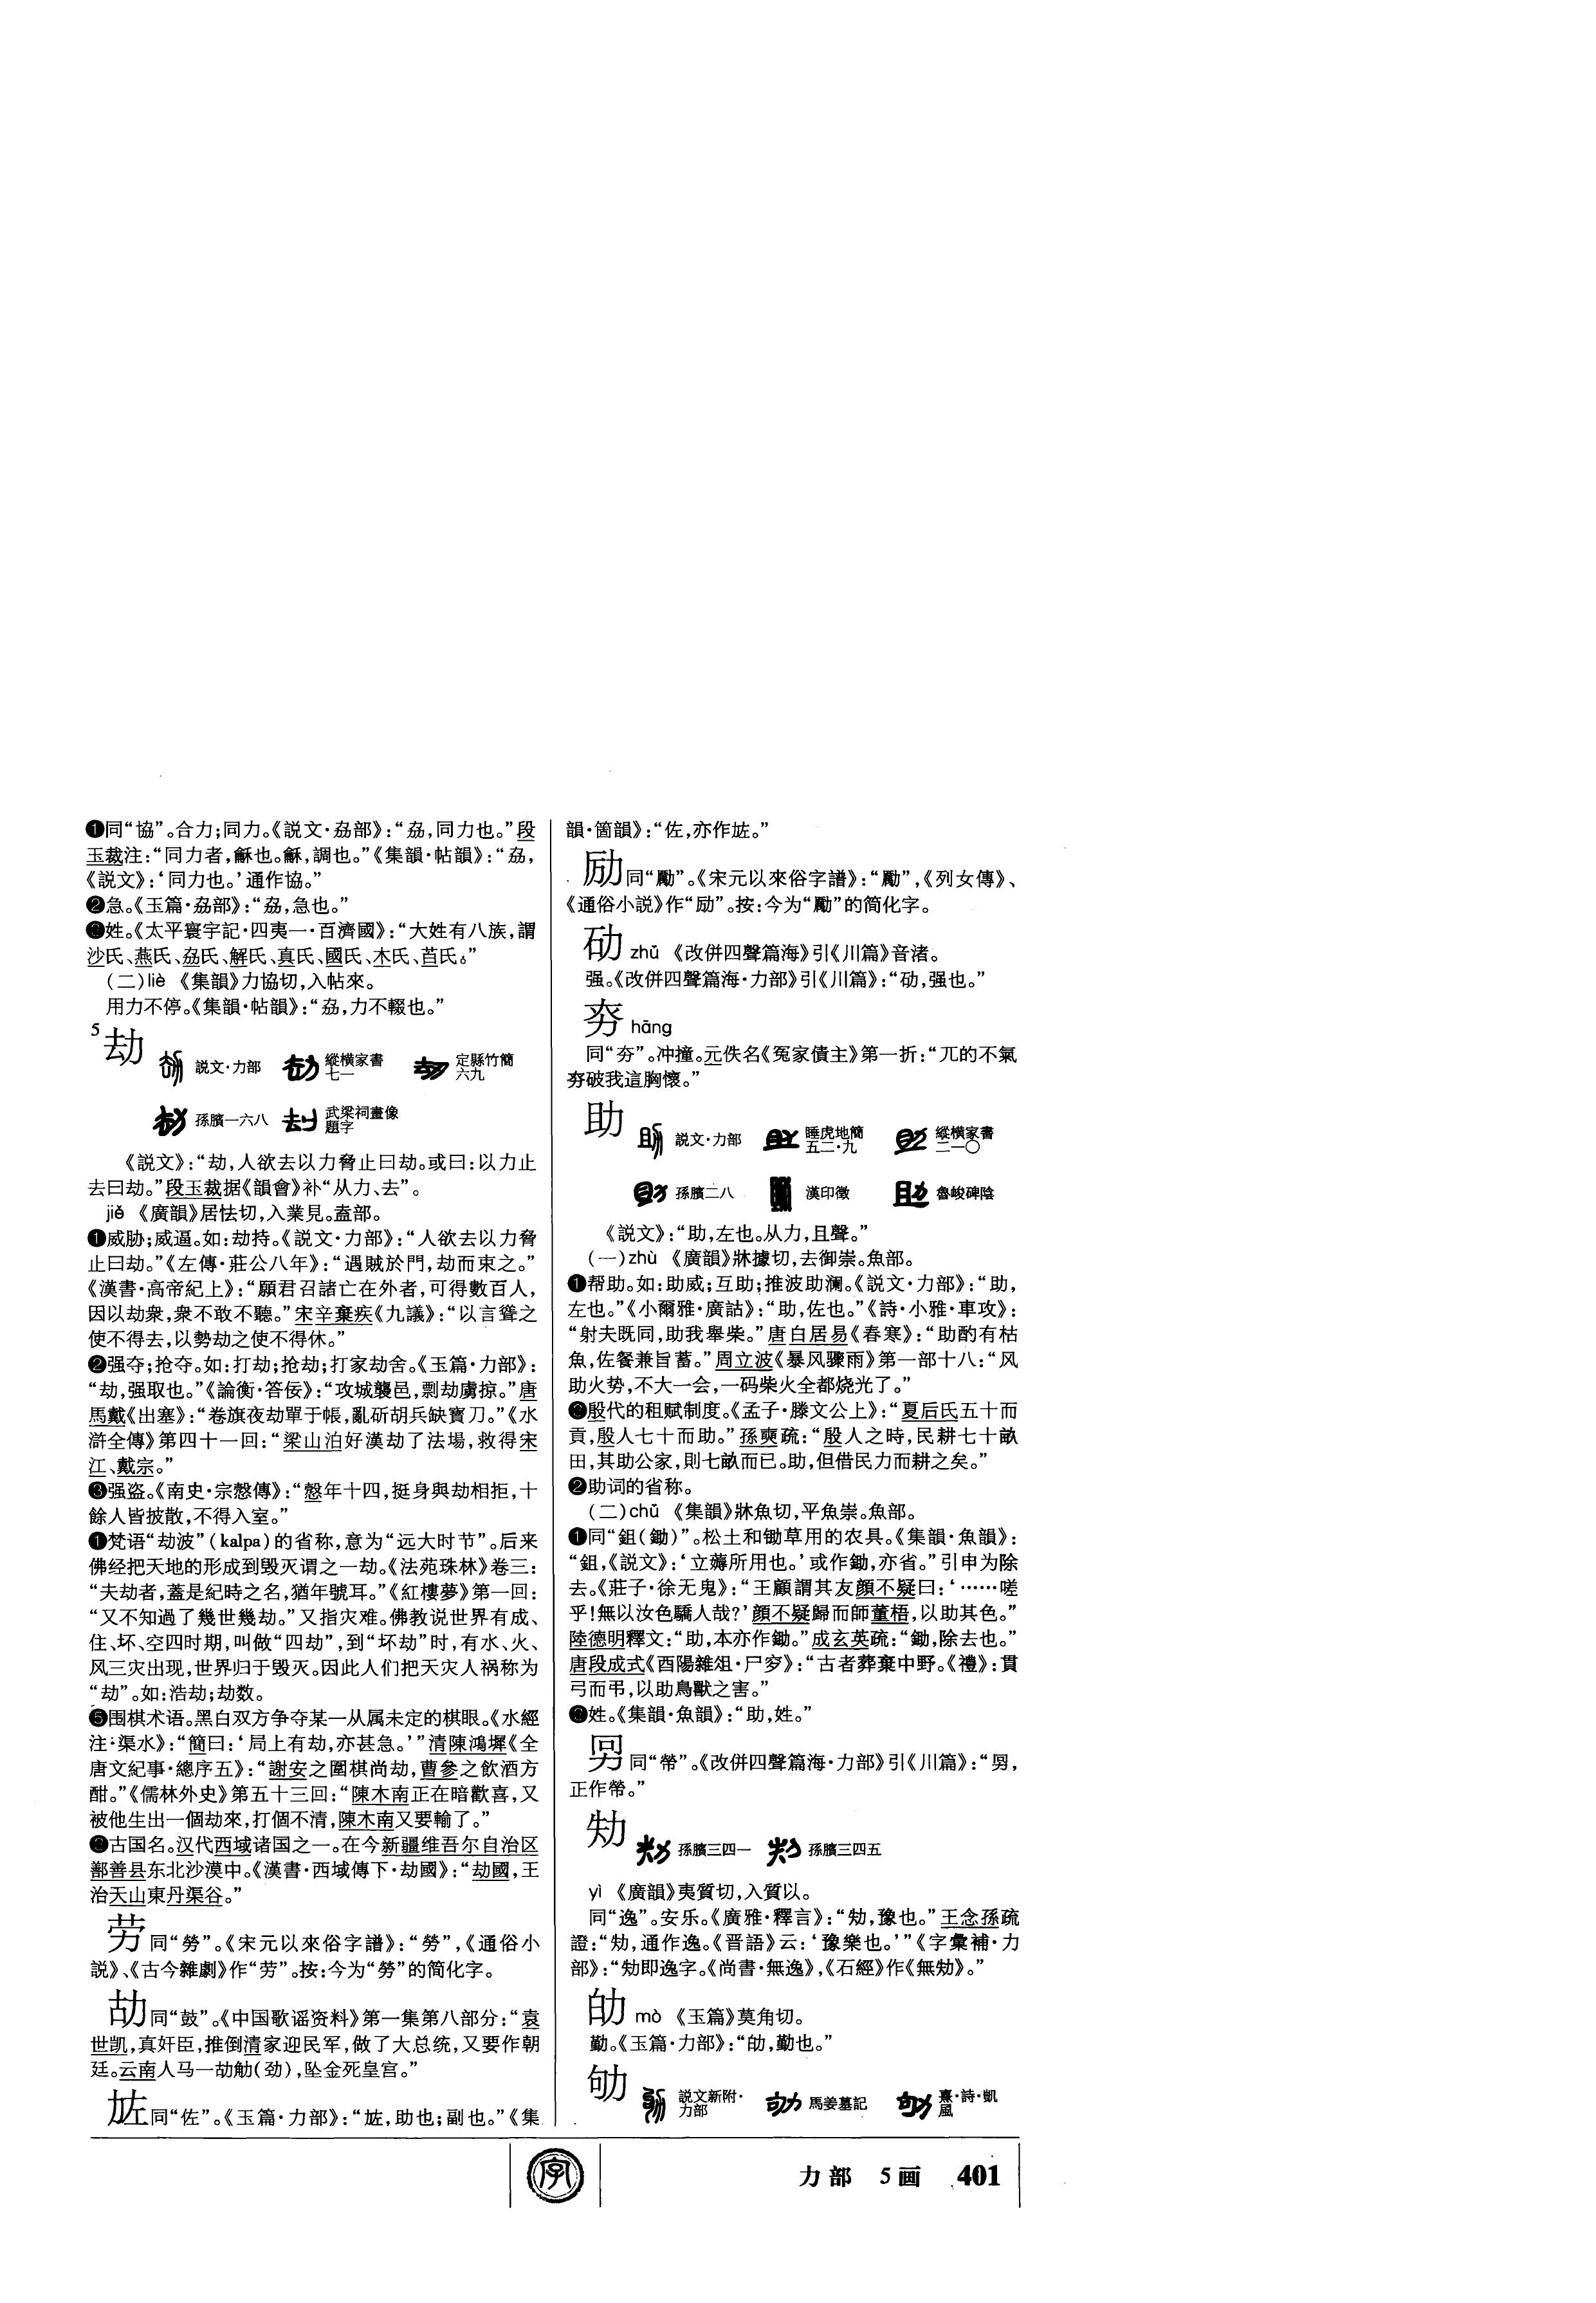 ❶同“協”。合力；同力。《説文·劦部》：“劦，同力也。”段
玉裁注：“同力者，龢也。龢，調也。”《集韻·帖韻》：“劦，
《説文》：‘同力也。’通作協。”
❷急。《玉篇·劦部》：“劦，急也。”
❸姓。《太平寰宇記·四夷一·百濟國》：“大姓有八族，謂
沙氏、燕氏、劦氏、解氏、真氏、國氏、木氏、苩氏。”
（二）liè 《集韻》力協切，入帖來。
用力不停。《集韻·帖韻》：“劦，力不輟也。”
5
劫 説文·力部 縱横家書七一 定縣竹簡六九
孫臏一六八 武梁祠畫像題字
《説文》：“劫，人欲去以力脅止曰劫。或曰：以力止
去曰劫。”段玉裁据《韻會》补“从力、去”。
jié 《廣韻》居怯切，入業見。盍部。
❶威胁；威逼。如：劫持。《説文·力部》：“人欲去以力脅
止曰劫。”《左傳·莊公八年》：“遇賊於門，劫而束之。”
《漢書·高帝紀上》：“願君召諸亡在外者，可得數百人，
因以劫衆，衆不敢不聽。”宋辛棄疾《九議》：“以言聳之
使不得去，以勢劫之使不得休。”
❷强夺；抢夺。如：打劫；抢劫；打家劫舍。《玉篇·力部》：
“劫，强取也。”《論衡·答佞》：“攻城襲邑，剽劫虜掠。”唐
馬戴《出塞》：“卷旗夜劫單于帳，亂斫胡兵缺寳刀。”《水
滸全傳》第四十一回：“梁山泊好漢劫了法場，救得宋
江、戴宗。”
❸强盗。《南史·宗慤傳》：“慤年十四，挺身與劫相拒，十
餘人皆披散，不得入室。”
❶梵语“劫波”（kalpa）的省称，意为“远大时节”。后来
佛经把天地的形成到毁灭谓之一劫。《法苑珠林》卷三：
“夫劫者，蓋是紀時之名，猶年號耳。”《紅樓夢》第一回：
“又不知過了幾世幾劫。”又指灾难。佛教说世界有成、
住、坏、空四时期，叫做“四劫”，到“坏劫”时，有水、火、
风三灾出现，世界归于毁灭。因此人们把天灾人祸称为
“劫”。如：浩劫；劫数。
❺围棋术语。黑白双方争夺某一从属未定的棋眼。《水經
注·渠水》：“簡曰：‘局上有劫，亦甚急。’”清陳鴻墀《全
唐文紀事·總序五》：“謝安之圍棋尚劫，曹參之飲酒方
酣。”《儒林外史》第五十三回：“陳木南正在暗歡喜，又
被他生出一個劫來，打個不清，陳木南又要輸了。”
❻古国名。汉代西域诸国之一。在今新疆维吾尔自治区
鄯善县东北沙漠中。《漢書·西域傳下·劫國》：“劫國，王
治天山東丹渠谷。”
劳 同“勞”。《宋元以來俗字譜》：“勞”，《通俗小
説》、《古今雜劇》作“劳”。按：今为“勞”的简化字。
劼同“鼓”。《中国歌谣资料》第一集第八部分：“袁
世凯，真奸臣，推倒清家迎民军，做了大总统，又要作朝
廷。云南人马一（劲），坠金死皇宫。”
同“佐”。《玉篇·力部》：“，助也；副也。”《集
韻·箇韻》：“佐，亦作。”
励同“勵”。《宋元以來俗字譜》：“勵”，《列女傳》、
《通俗小説》作“励”。按：今为“勵”的简化字。
 zhǔ 《改併四聲篇海》引《川篇》音渚。
强。《改併四聲篇海·力部》引《川篇》：“，强也。”
 hāng
同“夯”。冲撞。元佚名《冤家債主》第一折：“兀的不氣
夯破我這胸懷。”
助 説文·力部 睡虎地簡五二·九 縱横家書二一〇
孫臏二八 漢印徵 魯峻碑陰
《説文》：“助，左也。从力，且聲。”
（一）zhù 《廣韻》牀據切，去御崇。魚部。
❶帮助。如：助威；互助；推波助澜。《説文·力部》：“助，
左也。”《小爾雅·廣詁》：“助，佐也。”《詩·小雅·車攻》：
“射夫既同，助我舉柴。”唐白居易《春寒》：“助酌有枯
魚，佐餐兼旨蓄。”周立波《暴风骤雨》第一部十八：“风
助火势，不大一会，一码柴火全都烧光了。”
❷殷代的租赋制度。《孟子·滕文公上》：“夏后氏五十而
貢，殷人七十而助。”孫奭疏：“殷人之時，民耕七十畝
田，其助公家，則七畝而已。助，但借民力而耕之矣。”
❷助词的省称。
（二）chú 《集韻》牀魚切，平魚崇。魚部。
❶同“鉏（鋤）”。松土和锄草用的农具。《集韻·魚韻》：
“鉏，《説文》：‘立薅所用也。’或作鋤，亦省。”引申为除
去。《莊子·徐无鬼》：“王顧謂其友顔不疑曰：‘……嗟
乎！無以汝色驕人哉？’顔不疑歸而師董梧，以助其色。”
陸德明釋文：“助，本亦作鋤。”成玄英疏：“鋤，除去也。”
唐段成式《酉陽雜俎·尸穸》：“古者葬棄中野。《禮》：貫
弓而弔，以助鳥獸之害。”
❷姓。《集韻·魚韻》：“助，姓。”
同“勞”。《改併四聲篇海·力部》引《川篇》：“，
正作勞。”
劮 孫臏三四一 孫臏三四五
yì 《廣韻》夷質切，入質以。
同“逸”。安乐。《廣雅·釋言》：“劮，豫也。”王念孫疏
證：“劮，通作逸。《晋語》云：‘豫樂也。’”《字彙補·力
部》：“劮即逸字。《尚書·無逸》，《石經》作《無劮》。”
 mò 《玉篇》莫角切。
勤。《玉篇·力部》：“，勤也。”
劬 説文新附·力部 馬姜墓記 熹·詩·凱風
力部 5画 401